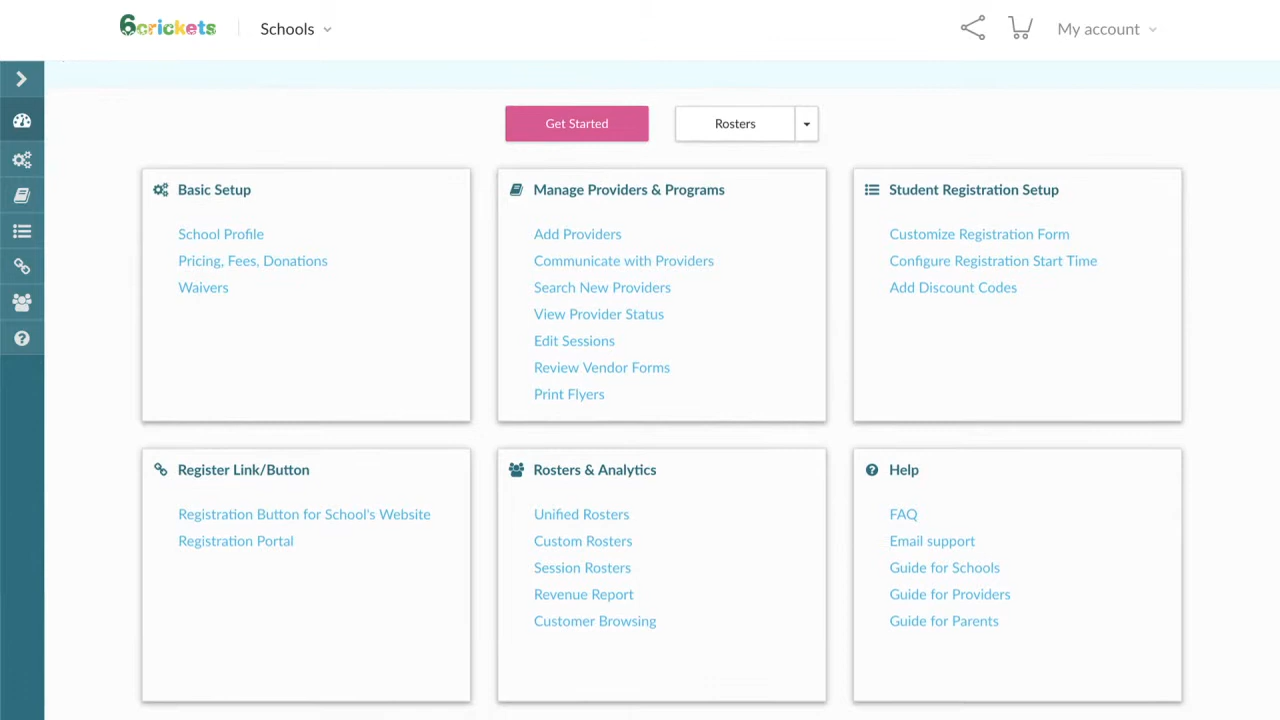 6crickets
Schools
My account
Get Started
Rosters
Basic Setup
School Profile
Pricing, Fees, Donations
Waivers
Manage Providers & Programs
Add Providers
Communicate with Providers
Search New Providers
View Provider Status
Edit Sessions
Review Vendor Forms
Print Flyers
Student Registration Setup
Customize Registration Form
Configure Registration Start Time
Add Discount Codes
Register Link/Button
Registration Button for School's Website
Registration Portal
Rosters & Analytics
Unified Rosters
Custom Rosters
Session Rosters
Revenue Report
Customer Browsing
Help
FAQ
Email support
Guide for Schools
Guide for Providers
Guide for Parents